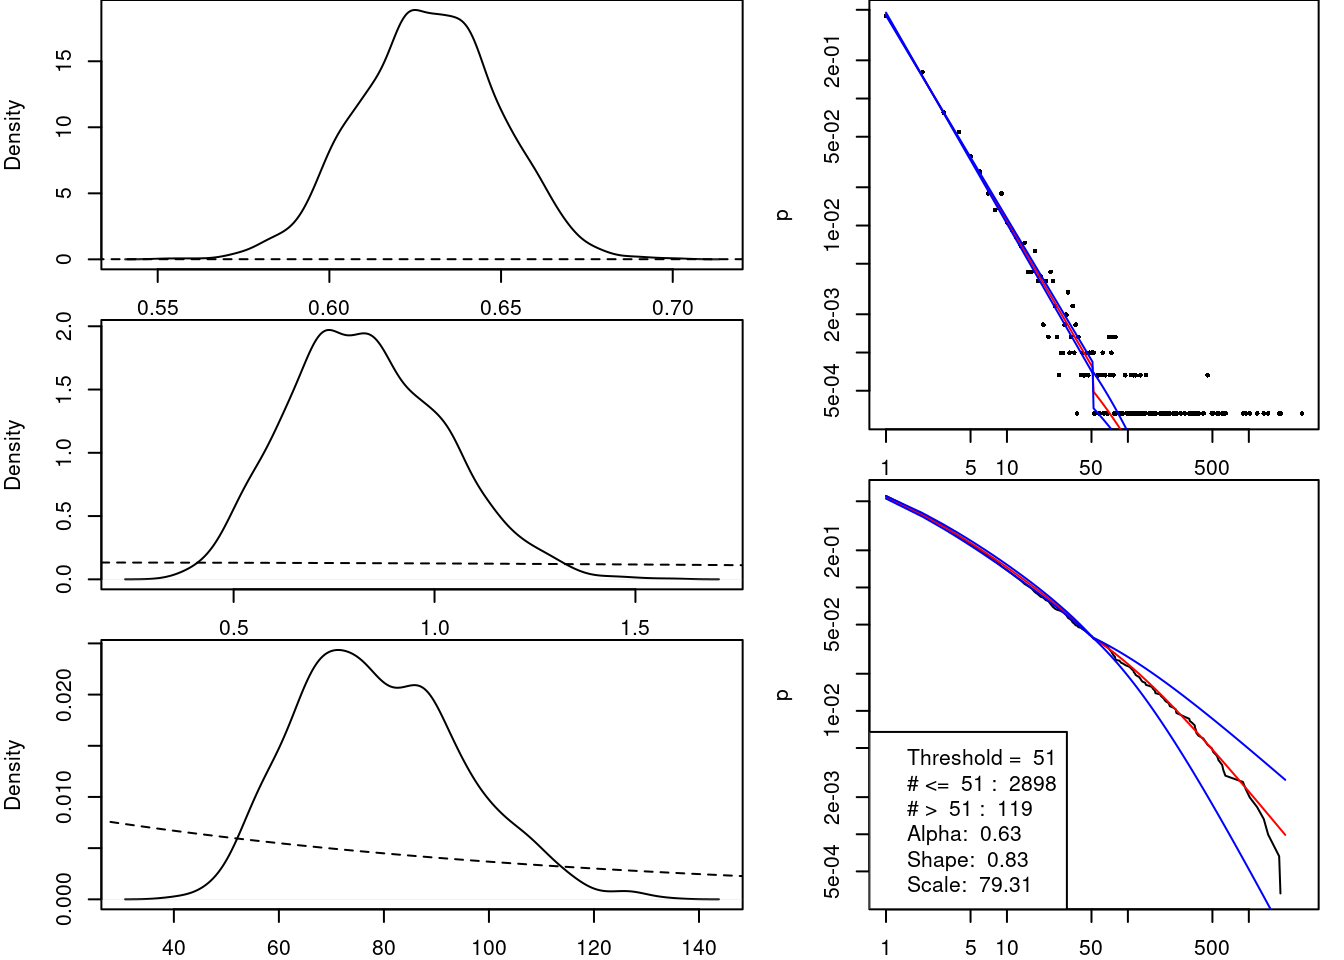 Density
0 5 10 15
0.55 0.60 0.65 0.70
Density
0.0 0.5 1.0 1.5 2.0
0.5 1.0 1.5
Density
0.000 0.010 0.020
40 60 80 100 120 140
p
5e-04 2e-03 1e-02 5e-02 2e-01
1 5 10 50 500
p
5e-04 2e-03 1e-02 5e-02 2e-01
Threshold = 51
# <= 51 : 2898
# > 51 : 119
Alpha: 0.63
Shape: 0.83
Scale: 79.31
1 5 10 50 500